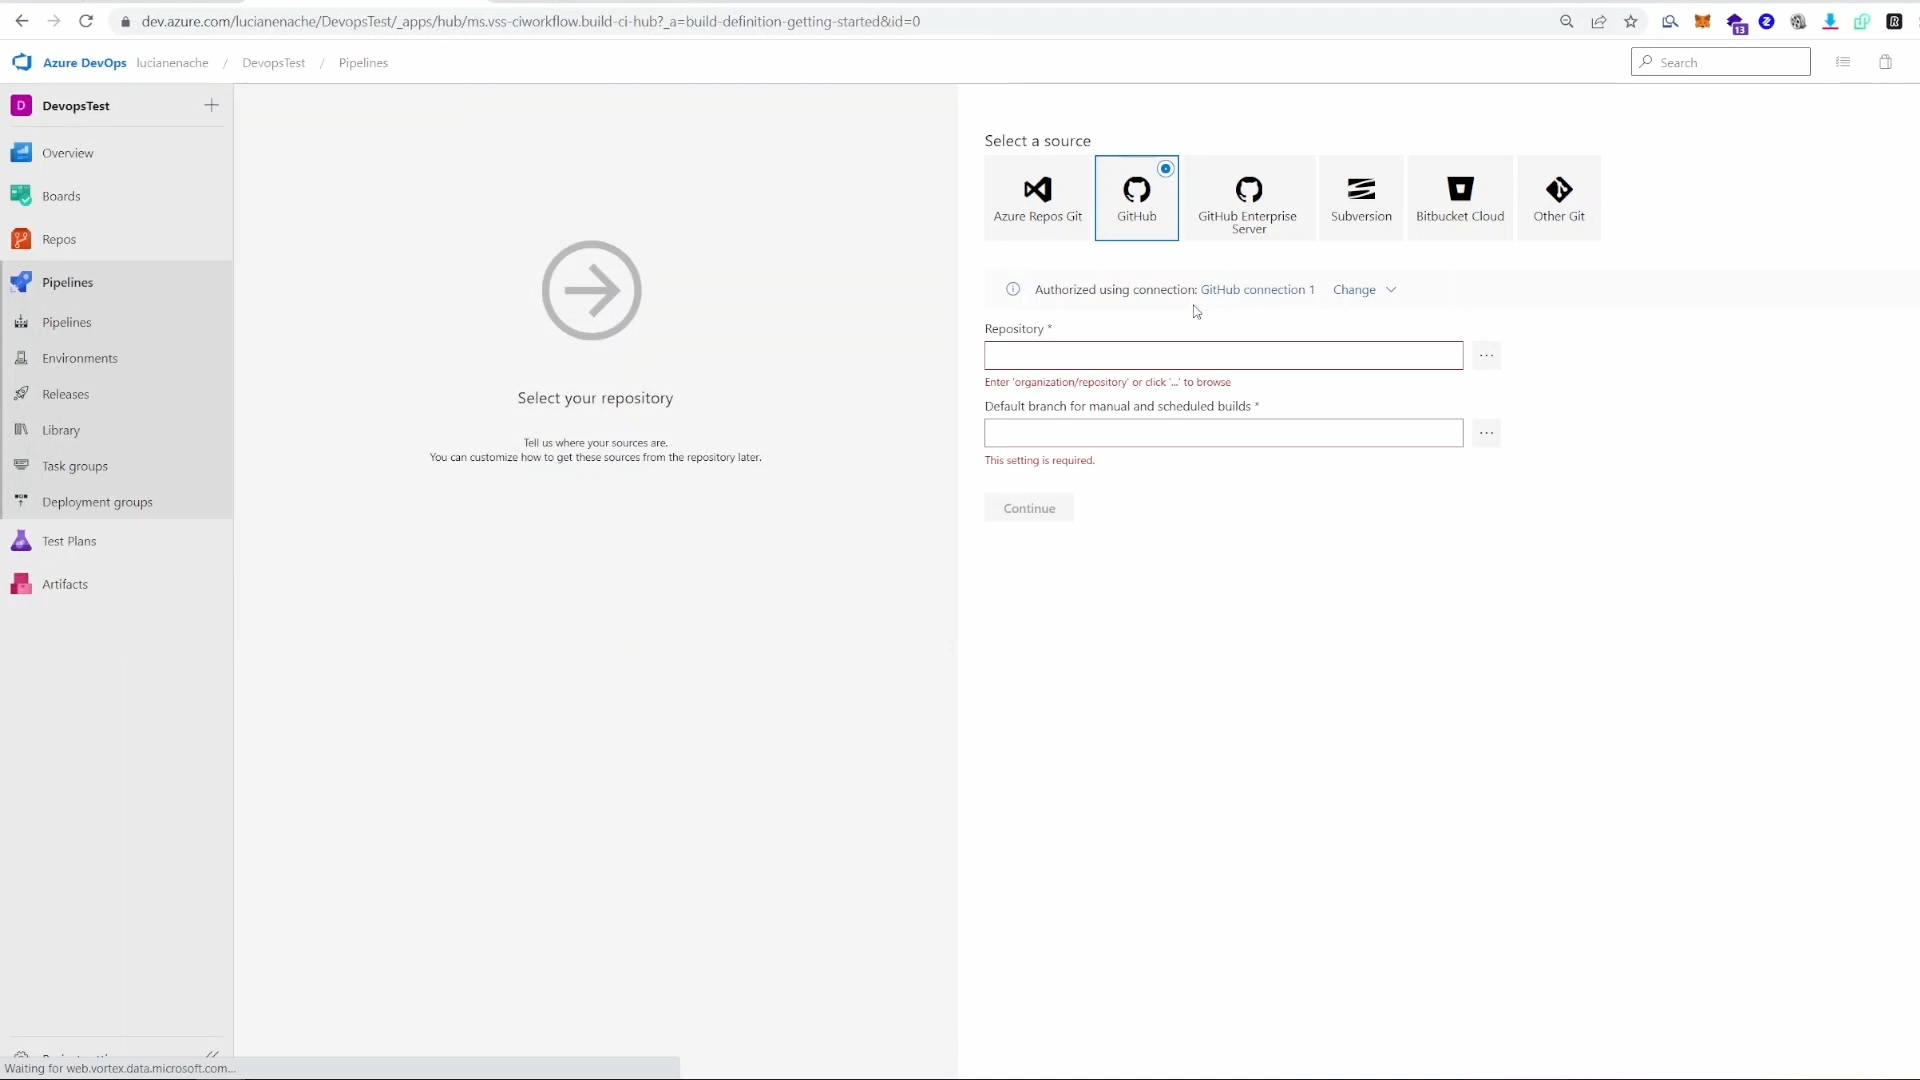 dev.azure.com/lucianenache/DevopsTest/_apps/hub/ms.vss-ciworkflow.build-ci-hub?_a=build-definition-getting-started&id=0
13
Azure DevOps lucianenache / DevopsTest / Pipelines
Search
D DevopsTest
Overview
Boards
Repos
Pipelines
Pipelines
Environments
Releases
Library
Task groups
Deployment groups
Test Plans
Artifacts
Waiting for web.vortex.data.microsoft.com...
Select your repository
Tell us where your sources are.
You can customize how to get these sources from the repository later.
Select a source
Azure Repos Git
GitHub
GitHub Enterprise
Server
Subversion
Bitbucket Cloud
Other Git
Authorized using connection: GitHub connection 1 Change
Repository *
Enter 'organization/repository' or click '...' to browse
Default branch for manual and scheduled builds *
This setting is required.
Continue